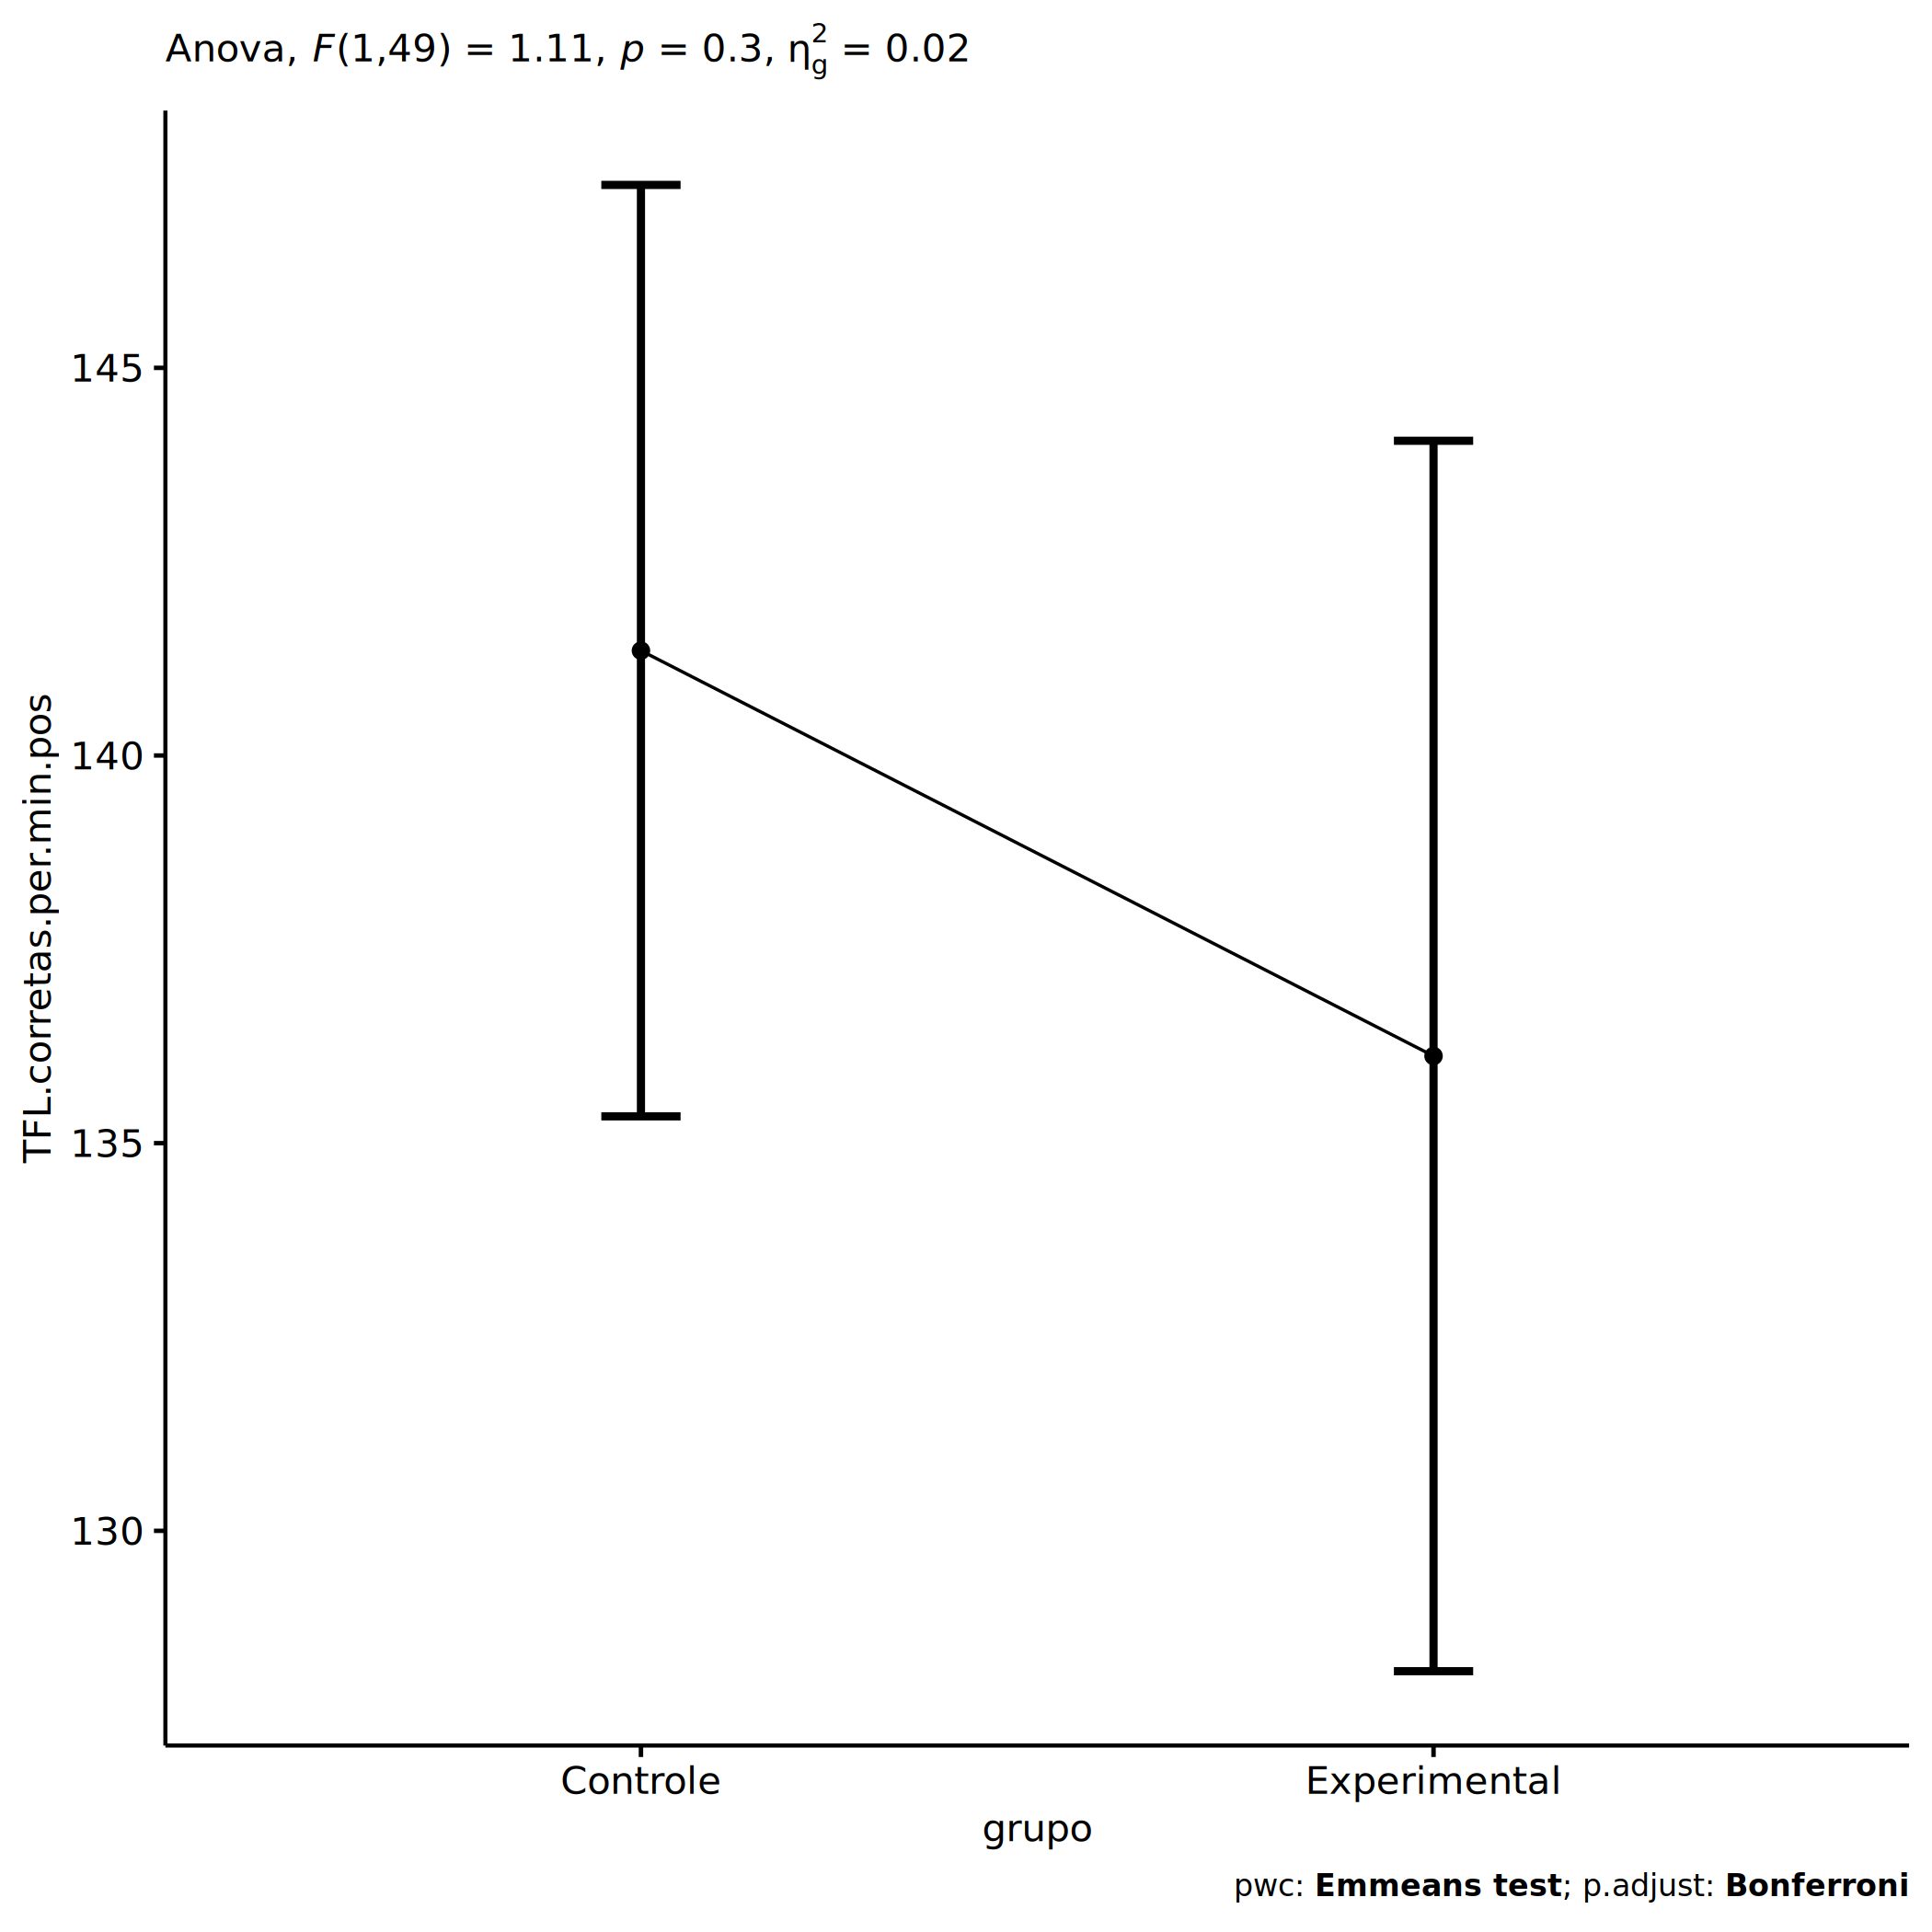 Anova, F(1,49) = 1.11, p = 0.3, η²g = 0.02
TFL.corretas.per.min.pos
145
140
135
130
Controle Experimental
grupo
pwc: Emmeans test; p.adjust: Bonferroni